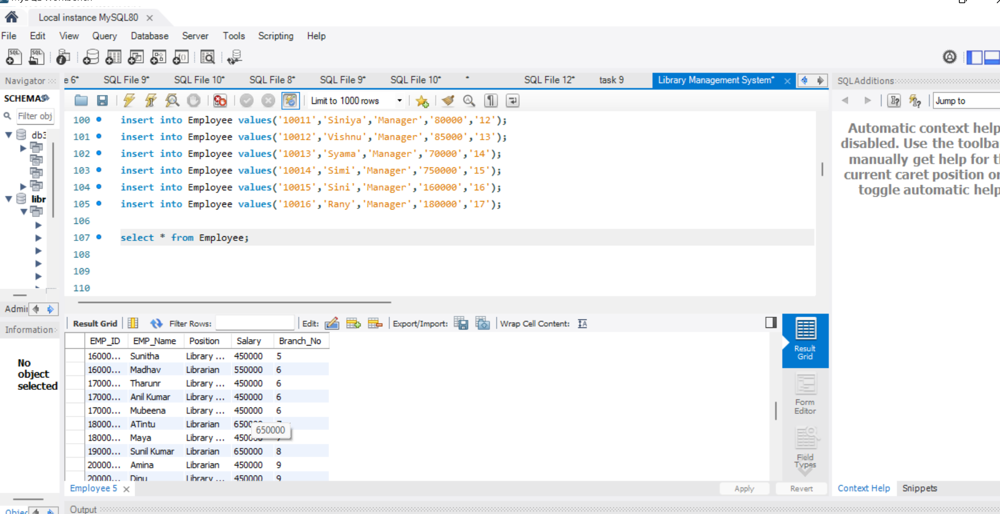 Local instance MySQL80
File Edit View Query Database Server Tools Scripting Help
Navigator
e 6* SQL File 9* SQL File 10* SQL File 8* SQL File 9* SQL File 10* * SQL File 12* task 9 Library Management System*
SQLAdditions
SCHEMAS
Limit to 1000 rows
Jump to
Filter obj
db3
libr
100 insert into Employee values('10011','Siniya','Manager','80000','12');
101 insert into Employee values('10012','Vishnu','Manager','85000','13');
102 insert into Employee values('10013','Syama','Manager','70000','14');
103 insert into Employee values('10014','Simi','Manager','750000','15');
104 insert into Employee values('10015','Sini','Manager','160000','16');
105 insert into Employee values('10016','Rany','Manager','180000','17');
106
107 select * from Employee;
108
109
110
Automatic context help
disabled. Use the toolba
manually get help for t
current caret position or
toggle automatic help
Admi
Information
No
object
selected
Result Grid Filter Rows: Edit: Export/Import: Wrap Cell Content:
EMP_ID EMP_Name Position Salary Branch_No
16000... Sunitha Library ... 450000 5
16000... Madhav Librarian 550000 6
17000... Tharunr Library ... 450000 6
17000... Anil Kumar Library ... 450000 6
17000... Mubeena Library ... 450000 6
18000... ATintu Librarian 650000
650000
18000... Maya Library ... 450000
19000... Sunil Kumar Librarian 650000 8
20000... Amina Librarian 450000 9
20000... Dinu Library ... 450000 9
Result
Grid
Form
Editor
Field
Types
Employee 5
Apply Revert
Context Help Snippets
Objec
Output